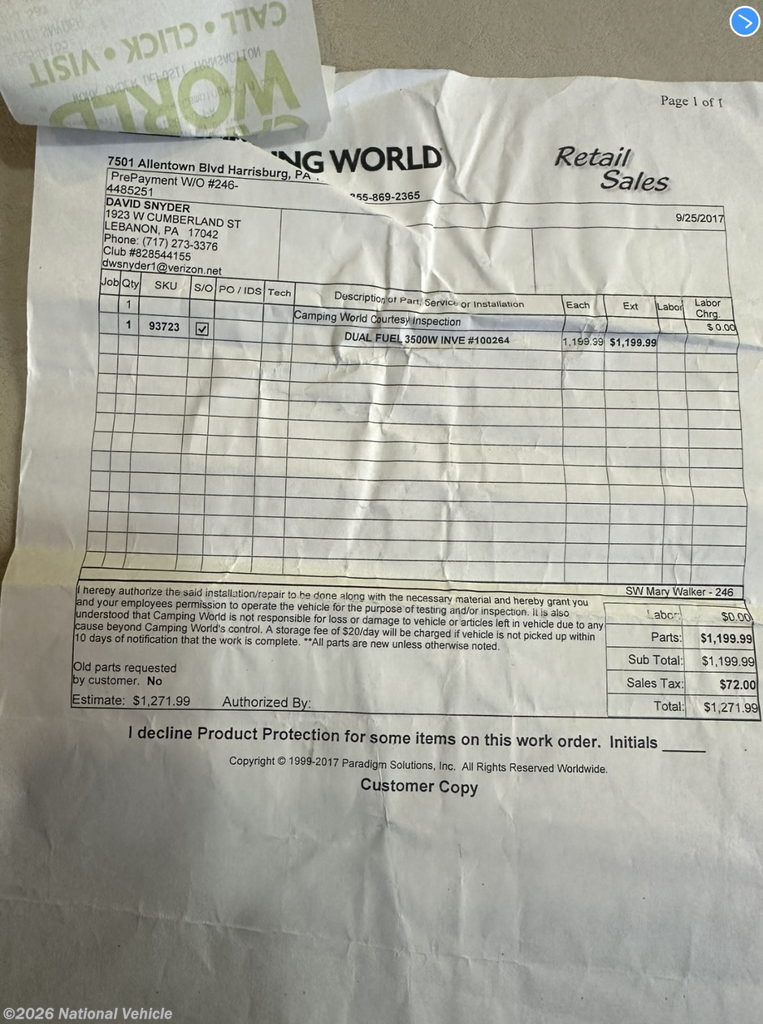 CALL • CLICK • VISIT
WORK ORDER DEPOSIT TRANSACTION
WORLD
Page 1 of 1
NG WORLD
Retail
Sales
7501 Allentown Blvd Harrisburg, PA
55-869-2365
PrePayment W/O #246-
4485251
9/25/2017
DAVID SNYDER
1923 W CUMBERLAND ST
LEBANON, PA 17042
Phone: (717) 273-3376
Club #828544155
dwsnyder1@verizon.net
Job Qty SKU S/O PO / IDS Tech Description of Part, Service or Installation Each Ext Labor Labor Chrg.
1 Camping World Courtesy Inspection $0.00
1 93723 DUAL FUEL 3500W INVE #100264 1,199.99 $1,199.99
SW Mary Walker - 246
I hereby authorize the said installation/repair to be done along with the necessary material and hereby grant you
and your employees permission to operate the vehicle for the purpose of testing and/or inspection. It is also
understood that Camping World is not responsible for loss or damage to vehicle or articles left in vehicle due to any
cause beyond Camping World's control. A storage fee of $20/day will be charged if vehicle is not picked up within
10 days of notification that the work is complete. **All parts are new unless otherwise noted.
Labor: $0.00
Parts: $1,199.99
Sub Total: $1,199.99
Sales Tax: $72.00
Total: $1,271.99
Old parts requested
by customer. No
Estimate: $1,271.99 Authorized By:
I decline Product Protection for some items on this work order. Initials ____
Copyright © 1999-2017 Paradigm Solutions, Inc. All Rights Reserved Worldwide.
Customer Copy
©2026 National Vehicle